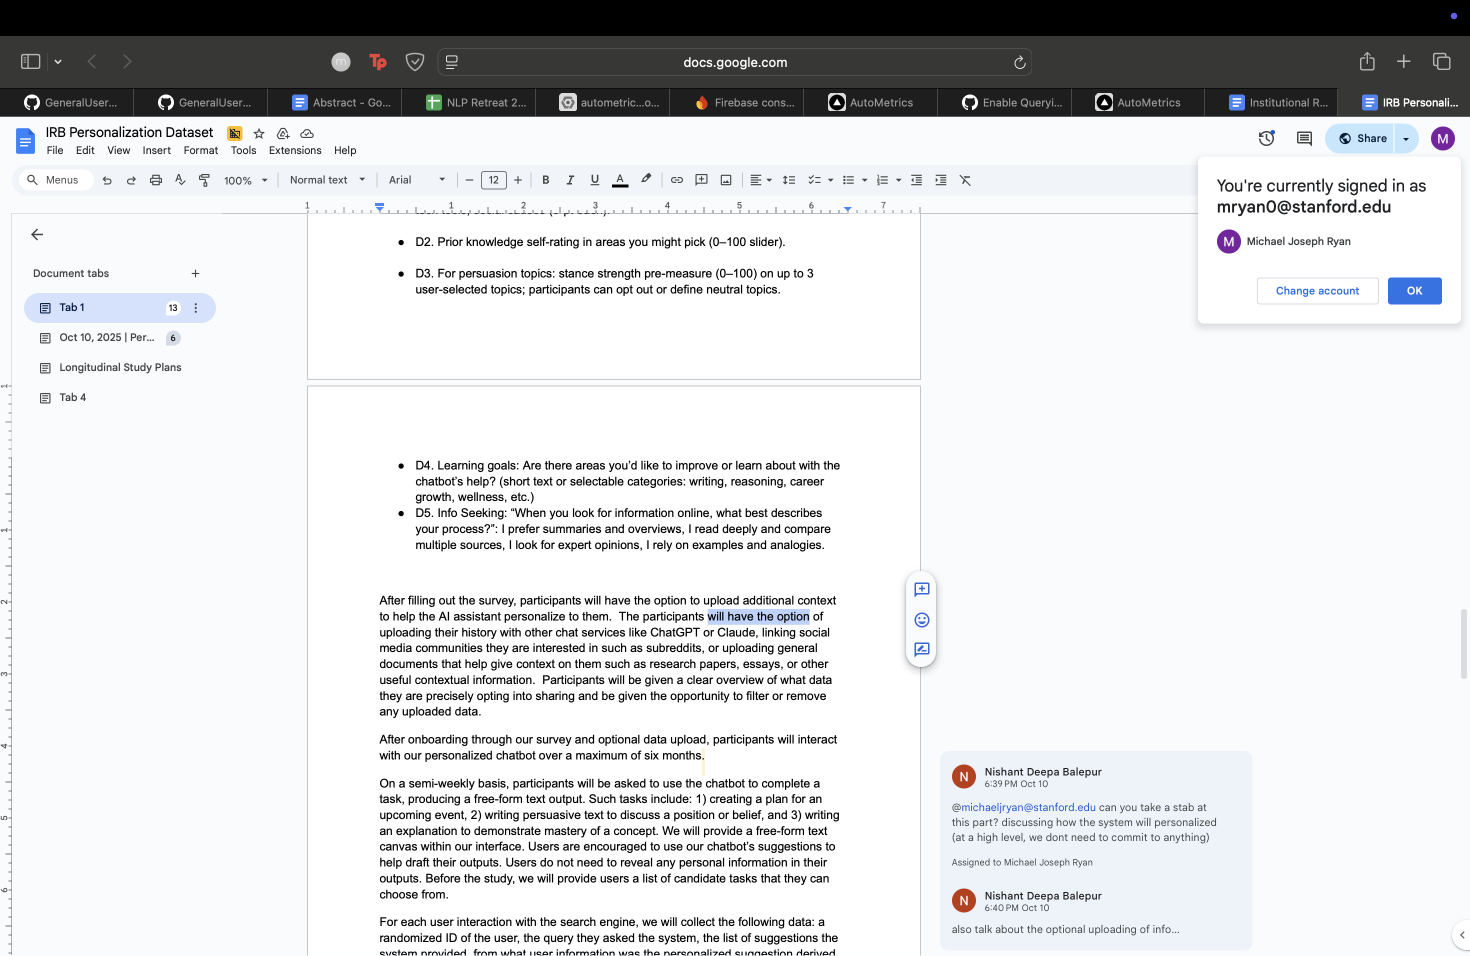 docs.google.com
GeneralUser...
GeneralUser...
Abstract - Go...
NLP Retreat 2...
autometric...o...
Firebase cons...
AutoMetrics
Enable Queryi...
AutoMetrics
Institutional R...
IRB Personali...
IRB Personalization Dataset
File Edit View Insert Format Tools Extensions Help
Share
M
Menus
100%
Normal text
Arial
12
You're currently signed in as
mryan0@stanford.edu
M Michael Joseph Ryan
Change account
OK
1 1 2 3 4 5 6 7
Document tabs
Tab 1 13
Oct 10, 2025 | Per... 6
Longitudinal Study Plans
Tab 4
● D2. Prior knowledge self-rating in areas you might pick (0–100 slider).
● D3. For persuasion topics: stance strength pre-measure (0–100) on up to 3
user-selected topics; participants can opt out or define neutral topics.
● D4. Learning goals: Are there areas you’d like to improve or learn about with the
chatbot’s help? (short text or selectable categories: writing, reasoning, career
growth, wellness, etc.)
● D5. Info Seeking: “When you look for information online, what best describes
your process?”: I prefer summaries and overviews, I read deeply and compare
multiple sources, I look for expert opinions, I rely on examples and analogies.
After filling out the survey, participants will have the option to upload additional context
to help the AI assistant personalize to them.  The participants will have the option of
uploading their history with other chat services like ChatGPT or Claude, linking social
media communities they are interested in such as subreddits, or uploading general
documents that help give context on them such as research papers, essays, or other
useful contextual information.  Participants will be given a clear overview of what data
they are precisely opting into sharing and be given the opportunity to filter or remove
any uploaded data.
After onboarding through our survey and optional data upload, participants will interact
with our personalized chatbot over a maximum of six months.
On a semi-weekly basis, participants will be asked to use the chatbot to complete a
task, producing a free-form text output. Such tasks include: 1) creating a plan for an
upcoming event, 2) writing persuasive text to discuss a position or belief, and 3) writing
an explanation to demonstrate mastery of a concept. We will provide a free-form text
canvas within our interface. Users are encouraged to use our chatbot’s suggestions to
help draft their outputs. Users do not need to reveal any personal information in their
outputs. Before the study, we will provide users a list of candidate tasks that they can
choose from.
For each user interaction with the search engine, we will collect the following data: a
randomized ID of the user, the query they asked the system, the list of suggestions the
system provided, from what user information was the personalized suggestion derived
N Nishant Deepa Balepur
6:39 PM Oct 10
@michaeljryan@stanford.edu can you take a stab at
this part? discussing how the system will personalized
(at a high level, we dont need to commit to anything)
Assigned to Michael Joseph Ryan
N Nishant Deepa Balepur
6:40 PM Oct 10
also talk about the optional uploading of info...